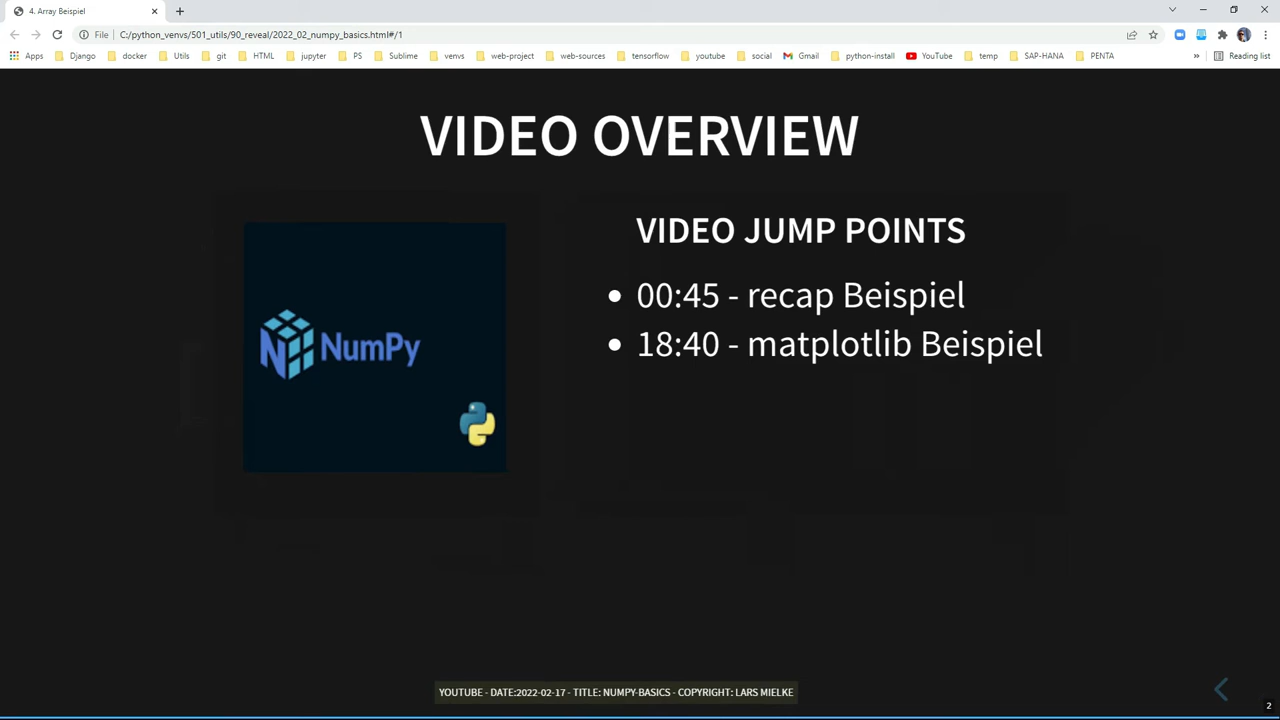 4. Array Beispiel
File
C:/python_venvs/501_utils/90_reveal/2022_02_numpy_basics.html#/1
Apps Django docker Utils git HTML jupyter PS Sublime venvs web-project web-sources tensorflow youtube social Gmail python-install YouTube temp SAP-HANA PENTA » Reading list
VIDEO OVERVIEW
NumPy
VIDEO JUMP POINTS
• 00:45 - recap Beispiel
• 18:40 - matplotlib Beispiel
YOUTUBE - DATE:2022-02-17 - TITLE: NUMPY-BASICS - COPYRIGHT: LARS MIELKE
2